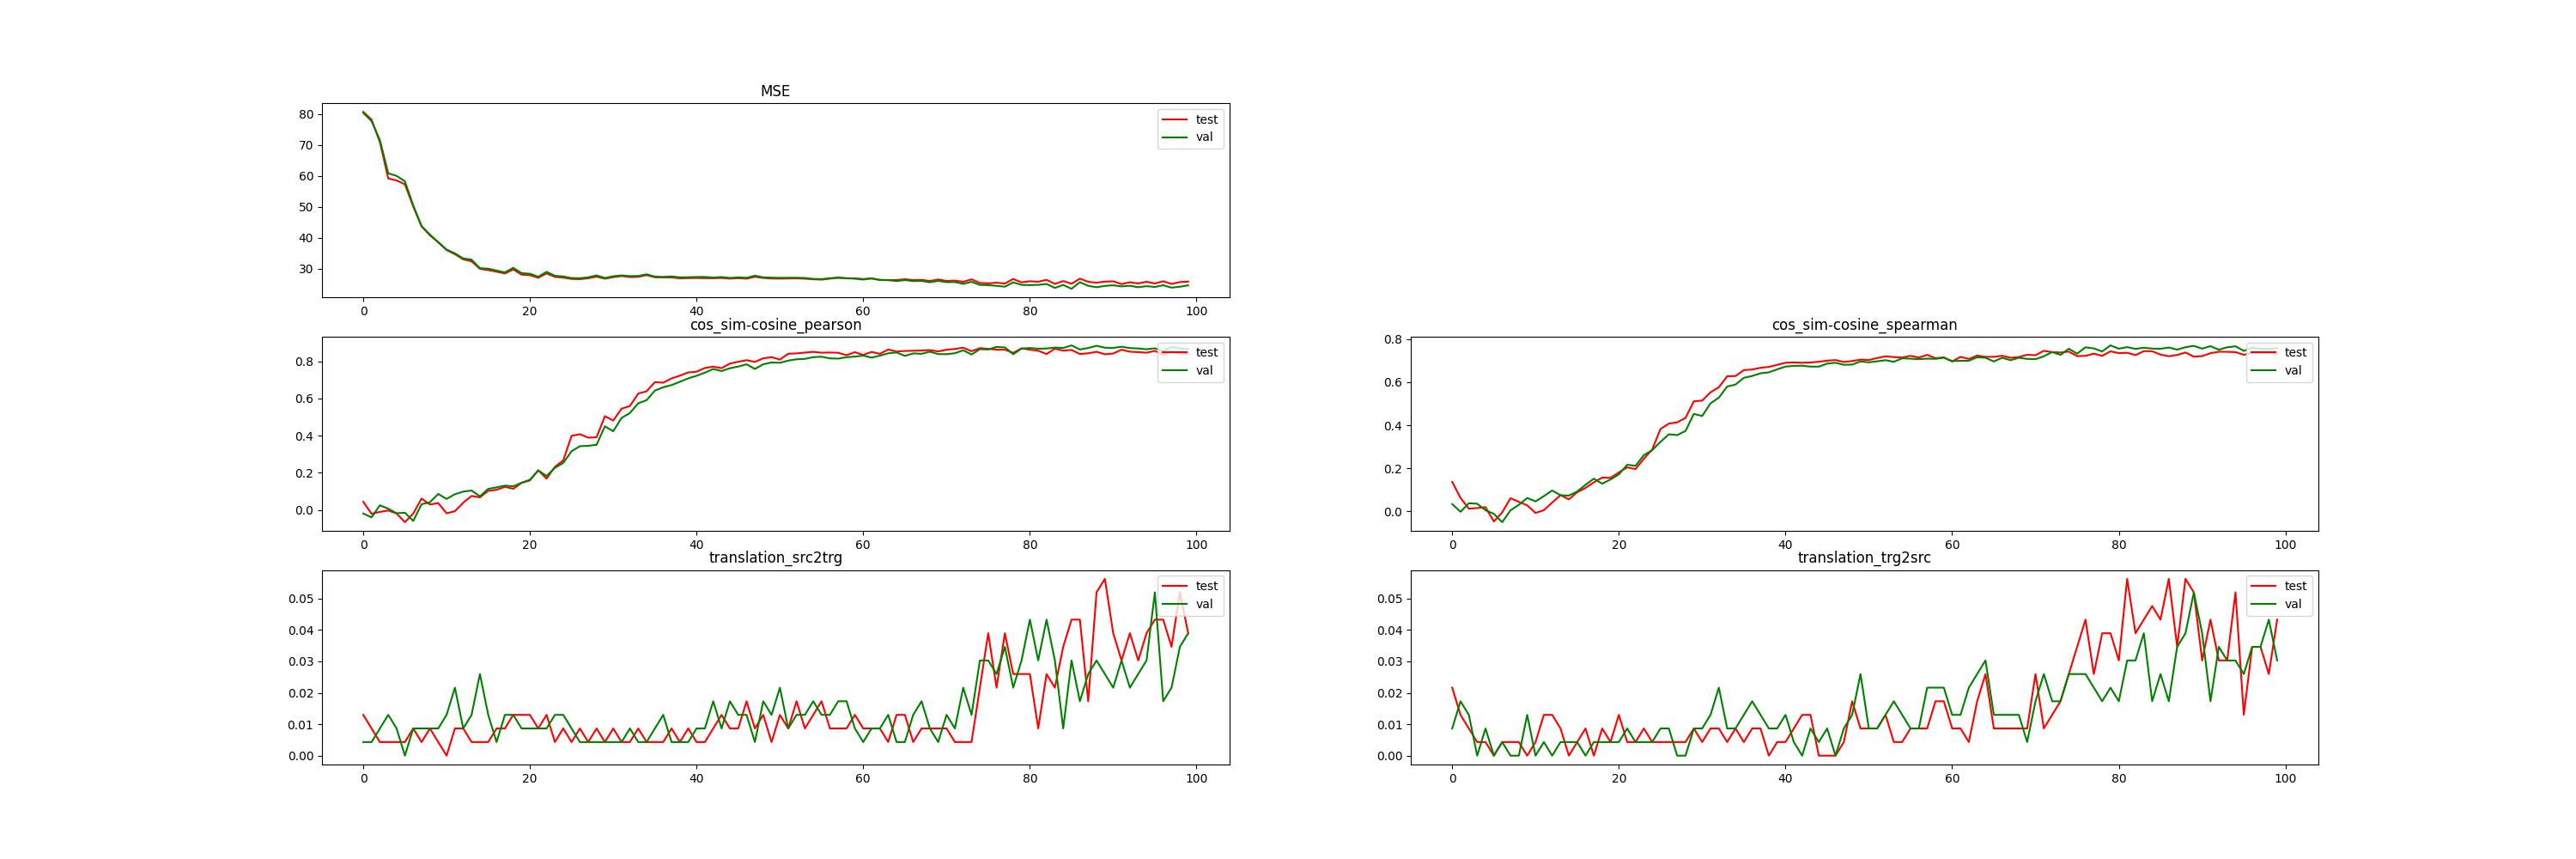 MSE
80
70
60
50
40
30
test
val
0 20 40 60 80 100
cos_sim-cosine_pearson
0.8
0.6
0.4
0.2
0.0
test
val
0 20 40 60 80 100
cos_sim-cosine_spearman
0.8
0.6
0.4
0.2
0.0
test
val
0 20 40 60 80 100
translation_src2trg
0.05
0.04
0.03
0.02
0.01
0.00
test
val
0 20 40 60 80 100
translation_trg2src
0.05
0.04
0.03
0.02
0.01
0.00
test
val
0 20 40 60 80 100